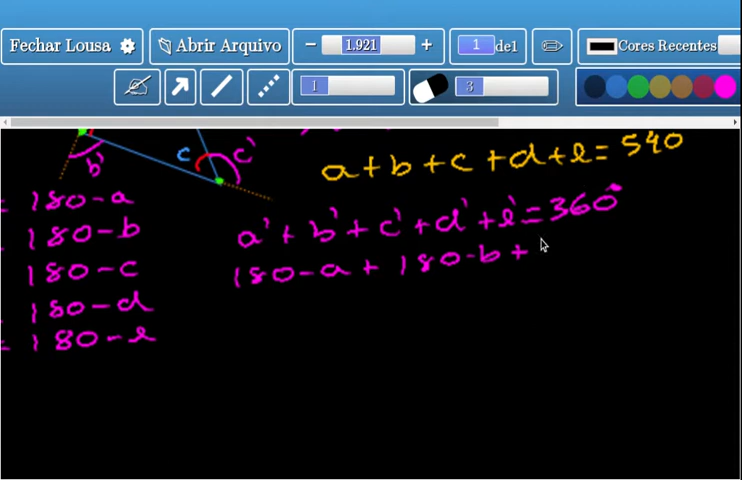 Fechar Lousa Abrir Arquivo − 1.921 + 1 de1 Cores Recentes
1 3
b'
c c'
a+b+c+d+e=540
= 180-a
180-b
180-c
180-d
= 180-e
a'+b'+c'+d'+e'=360°
180-a+180-b+